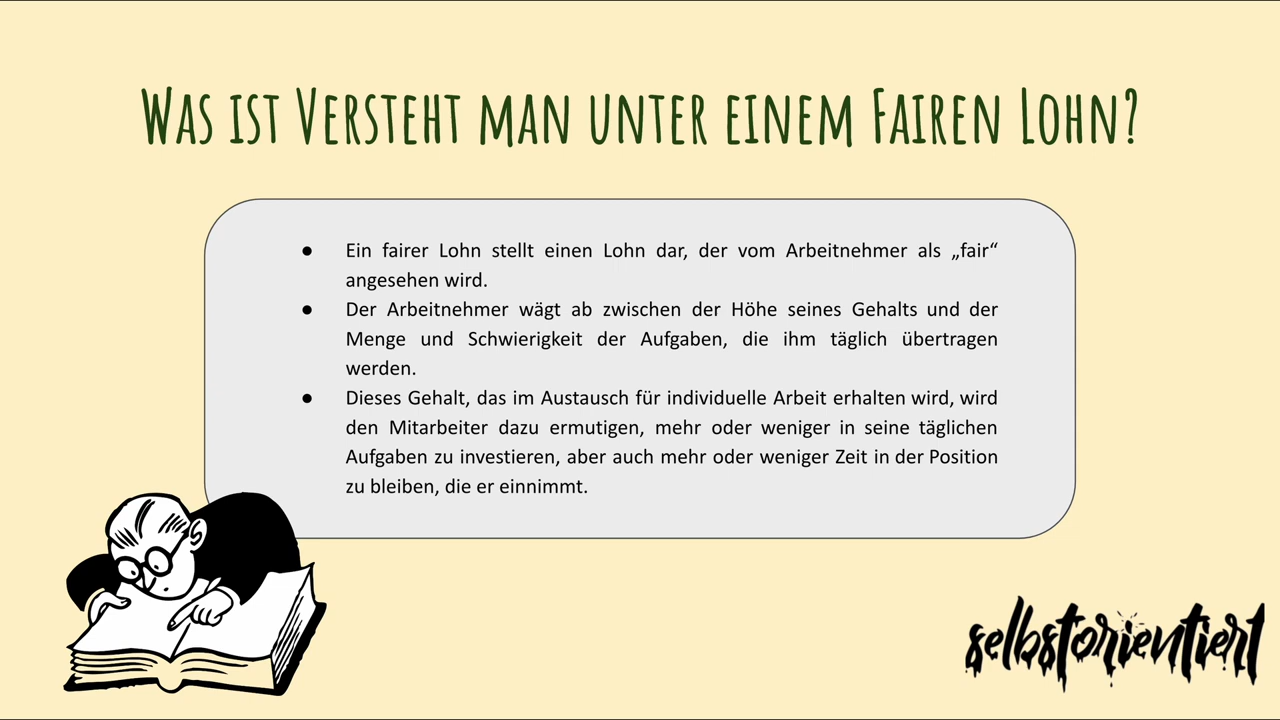 Was ist Versteht man unter einem Fairen Lohn?
● Ein fairer Lohn stellt einen Lohn dar, der vom Arbeitnehmer als „fair“
angesehen wird.
● Der Arbeitnehmer wägt ab zwischen der Höhe seines Gehalts und der
Menge und Schwierigkeit der Aufgaben, die ihm täglich übertragen
werden.
● Dieses Gehalt, das im Austausch für individuelle Arbeit erhalten wird, wird
den Mitarbeiter dazu ermutigen, mehr oder weniger in seine täglichen
Aufgaben zu investieren, aber auch mehr oder weniger Zeit in der Position
zu bleiben, die er einnimmt.
selbstorientiert